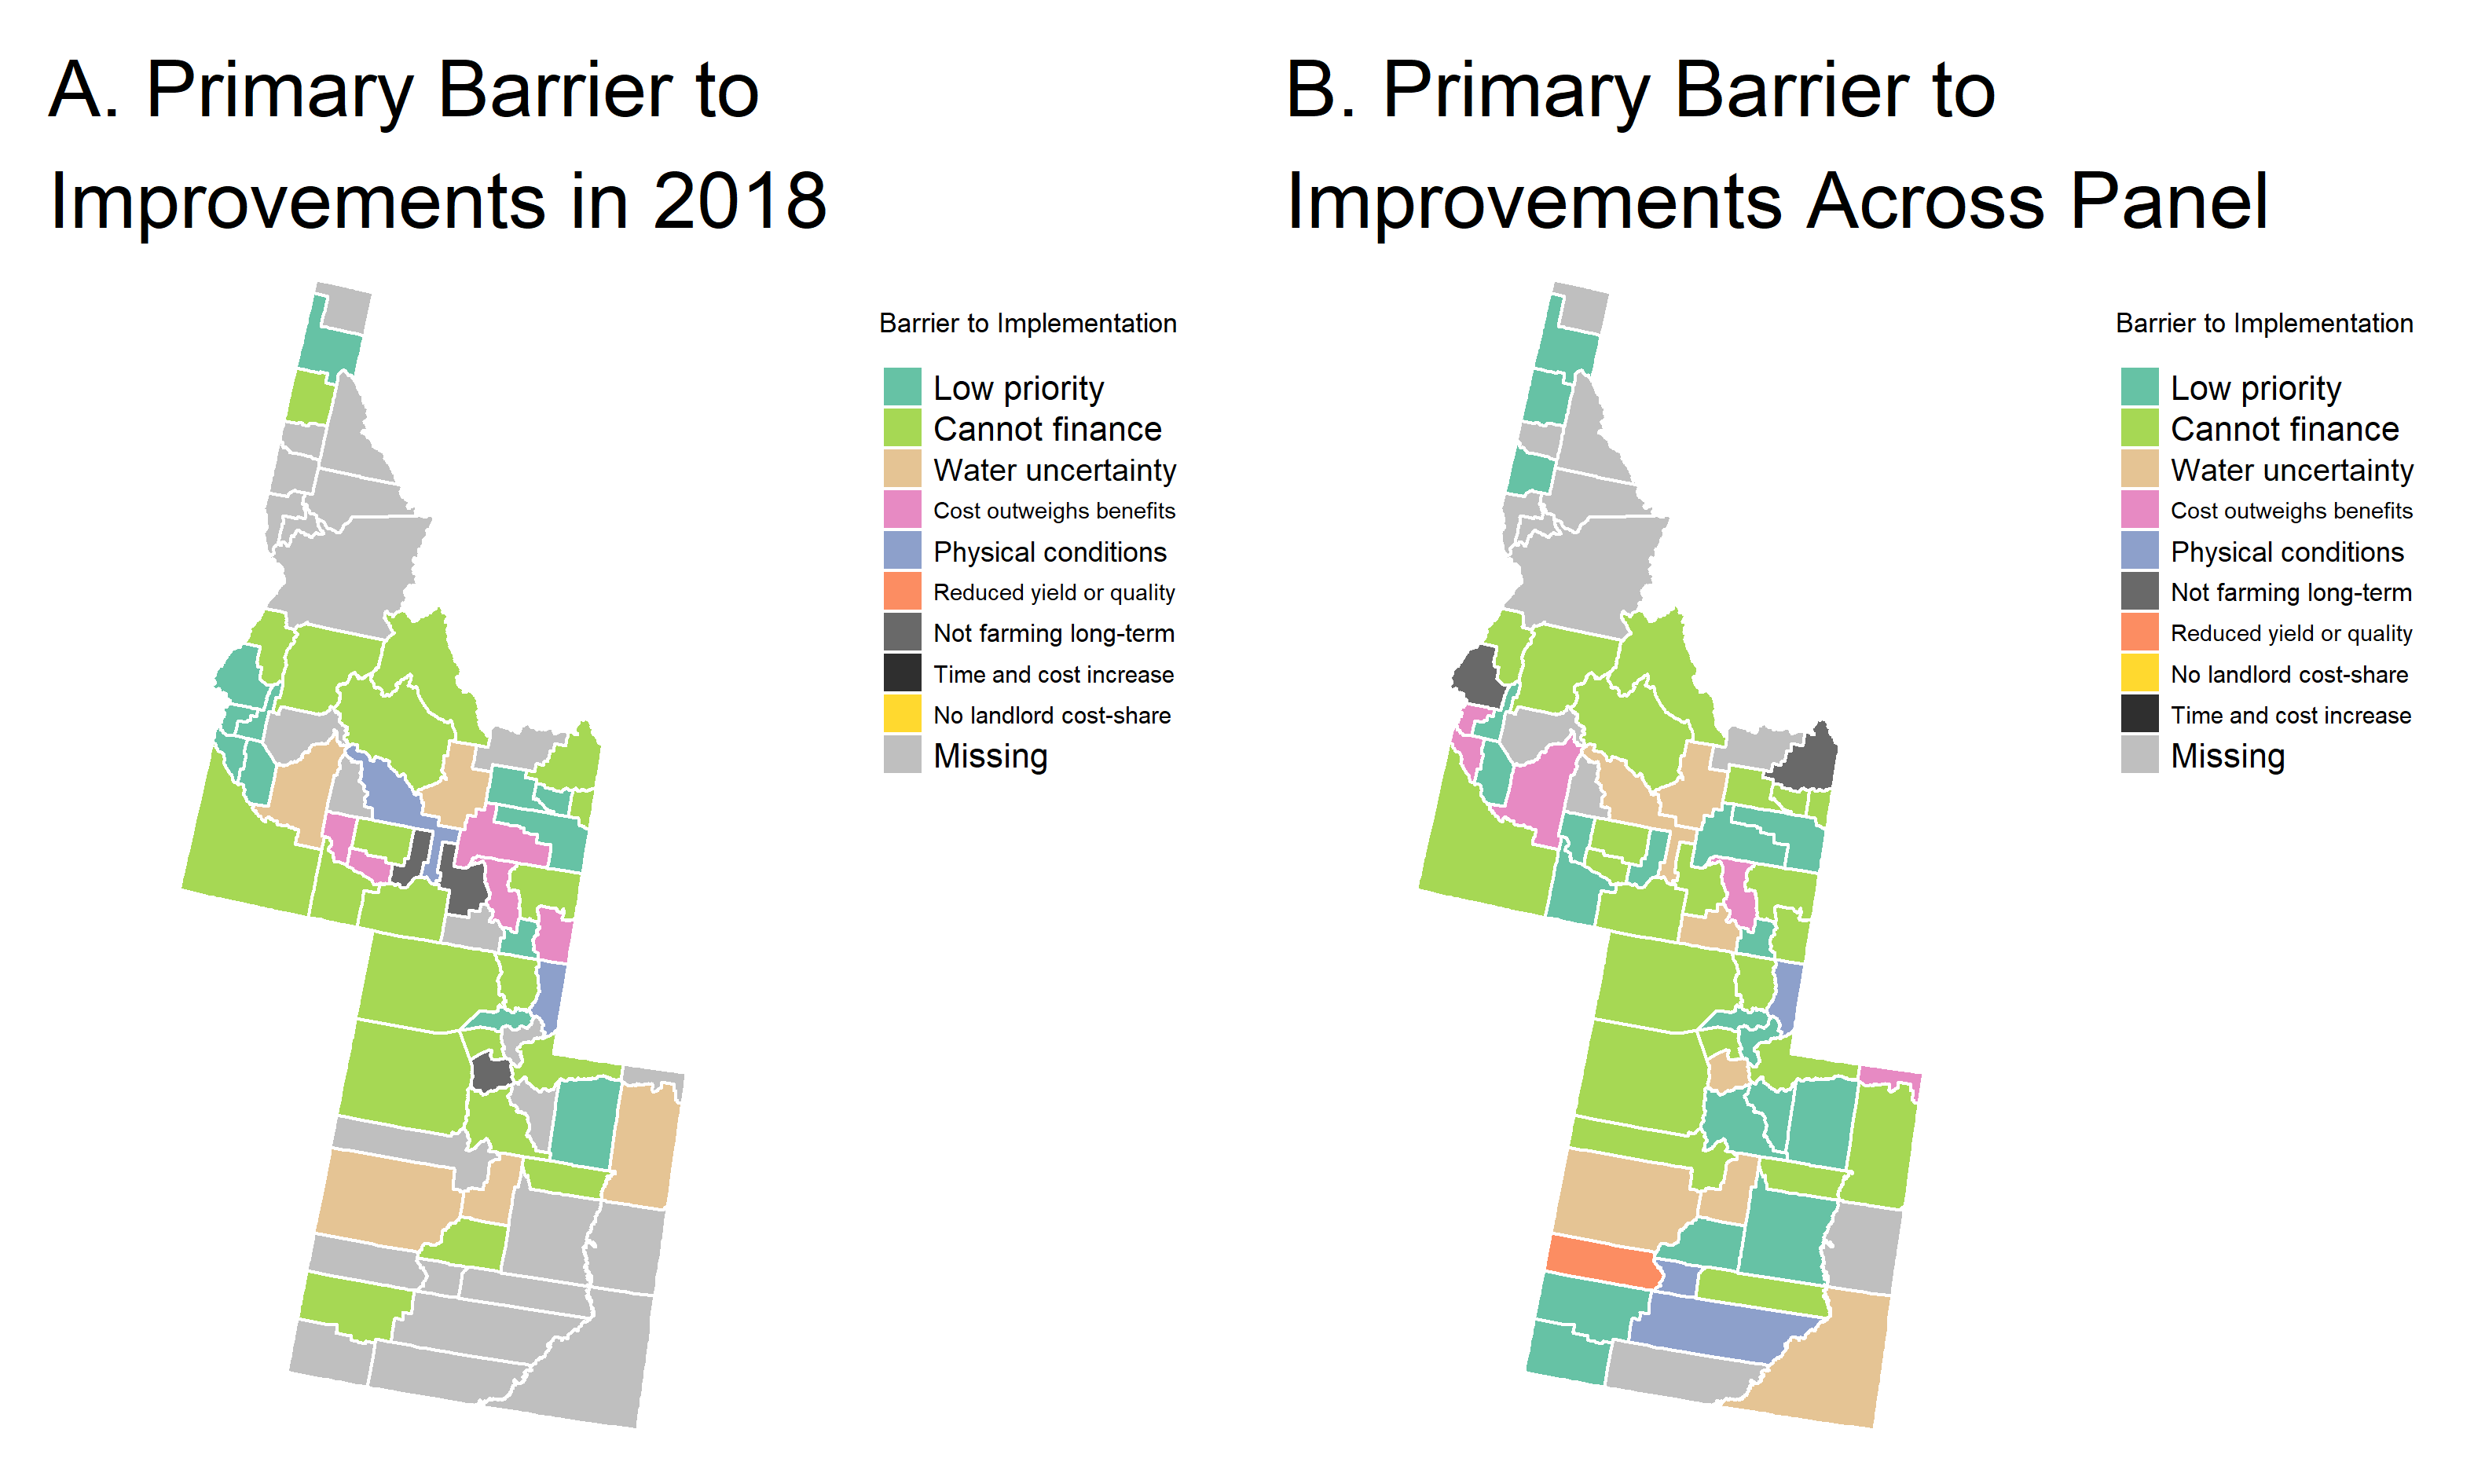 A. Primary Barrier to
Improvements in 2018
Barrier to Implementation
Low priority
Cannot finance
Water uncertainty
Cost outweighs benefits
Physical conditions
Reduced yield or quality
Not farming long-term
Time and cost increase
No landlord cost-share
Missing
B. Primary Barrier to
Improvements Across Panel
Barrier to Implementation
Low priority
Cannot finance
Water uncertainty
Cost outweighs benefits
Physical conditions
Not farming long-term
Reduced yield or quality
No landlord cost-share
Time and cost increase
Missing